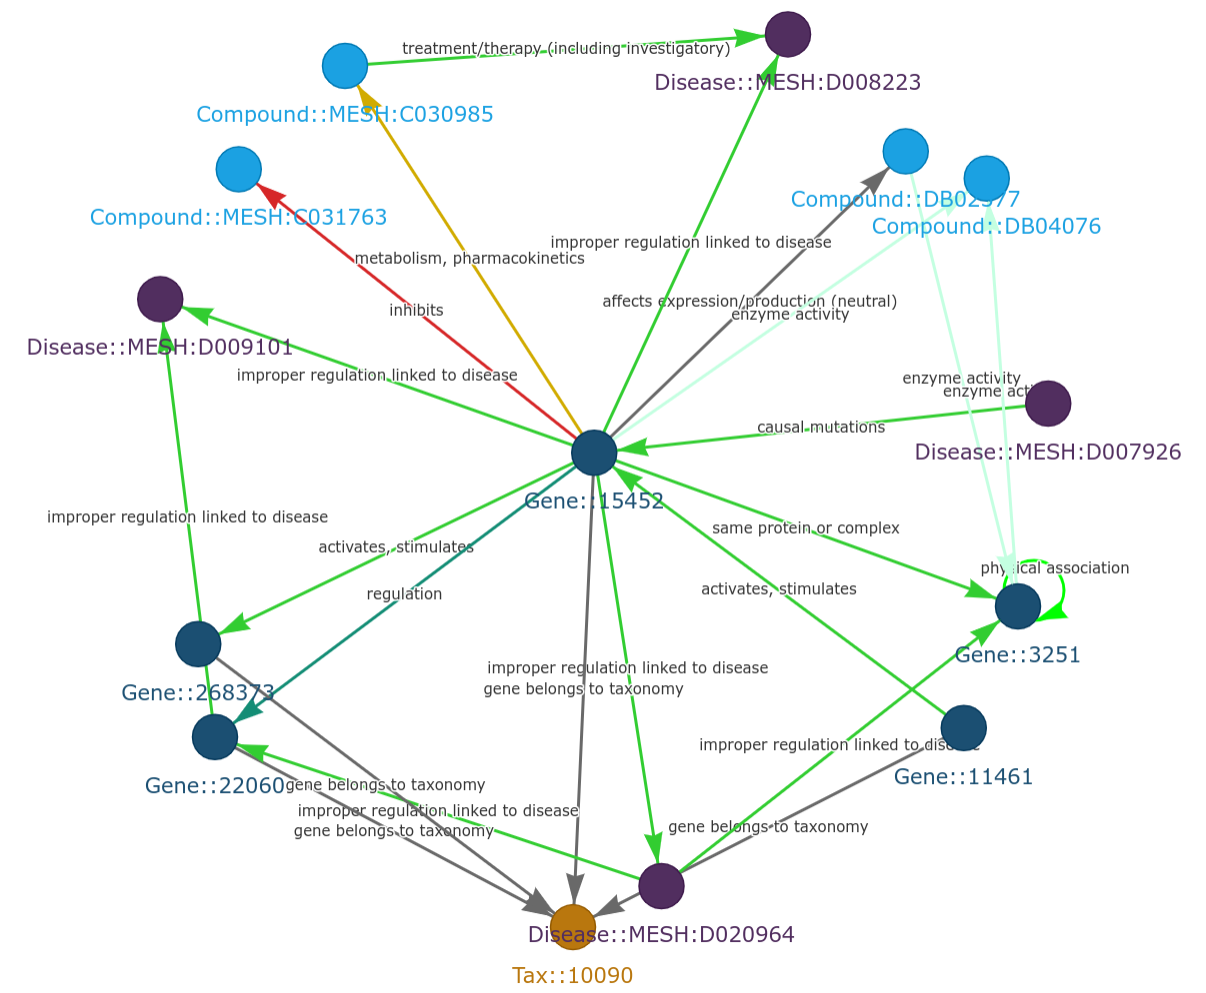 treatment/therapy (including investigatory)
Disease::MESH:D008223
Compound::MESH:C030985
Compound::DB02377
Compound::MESH:C031763
Compound::DB04076
improper regulation linked to disease
metabolism, pharmacokinetics
affects expression/production (neutral)
inhibits
enzyme activity
Disease::MESH:D009101
improper regulation linked to disease
enzyme activity
enzyme
causal mutations
Disease::MESH:D007926
Gene::15452
improper regulation linked to disease
same protein or complex
activates, stimulates
physical association
regulation
activates, stimulates
Gene::3251
improper regulation linked to disease
gene belongs to taxonomy
Gene::268373
improper regulation linked to disease
Gene::11461
Gene::22060
gene belongs to taxonomy
improper regulation linked to disease
gene belongs to taxonomy
gene belongs to taxonomy
Disease::MESH:D020964
Tax::10090